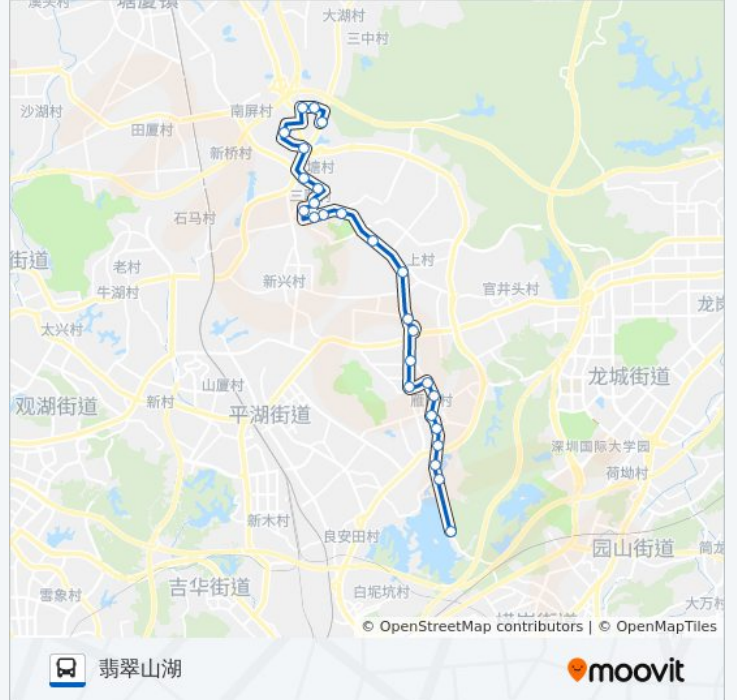 大湖村
三中村
沙湖村
南屏村
田厦村
新桥村
塘村
石马村
街道
老村
上村
新兴村
牛湖村
官井头村
太兴村
龙城街道
山厦村
观湖街道
新村
平湖街道
深圳国际大学园
荷坳村
新木村
良安田村
园山街道
吉华街道
白坭坑村
雪象村
大万村
© OpenStreetMap contributors | © OpenMapTiles
翡翠山湖
moovit